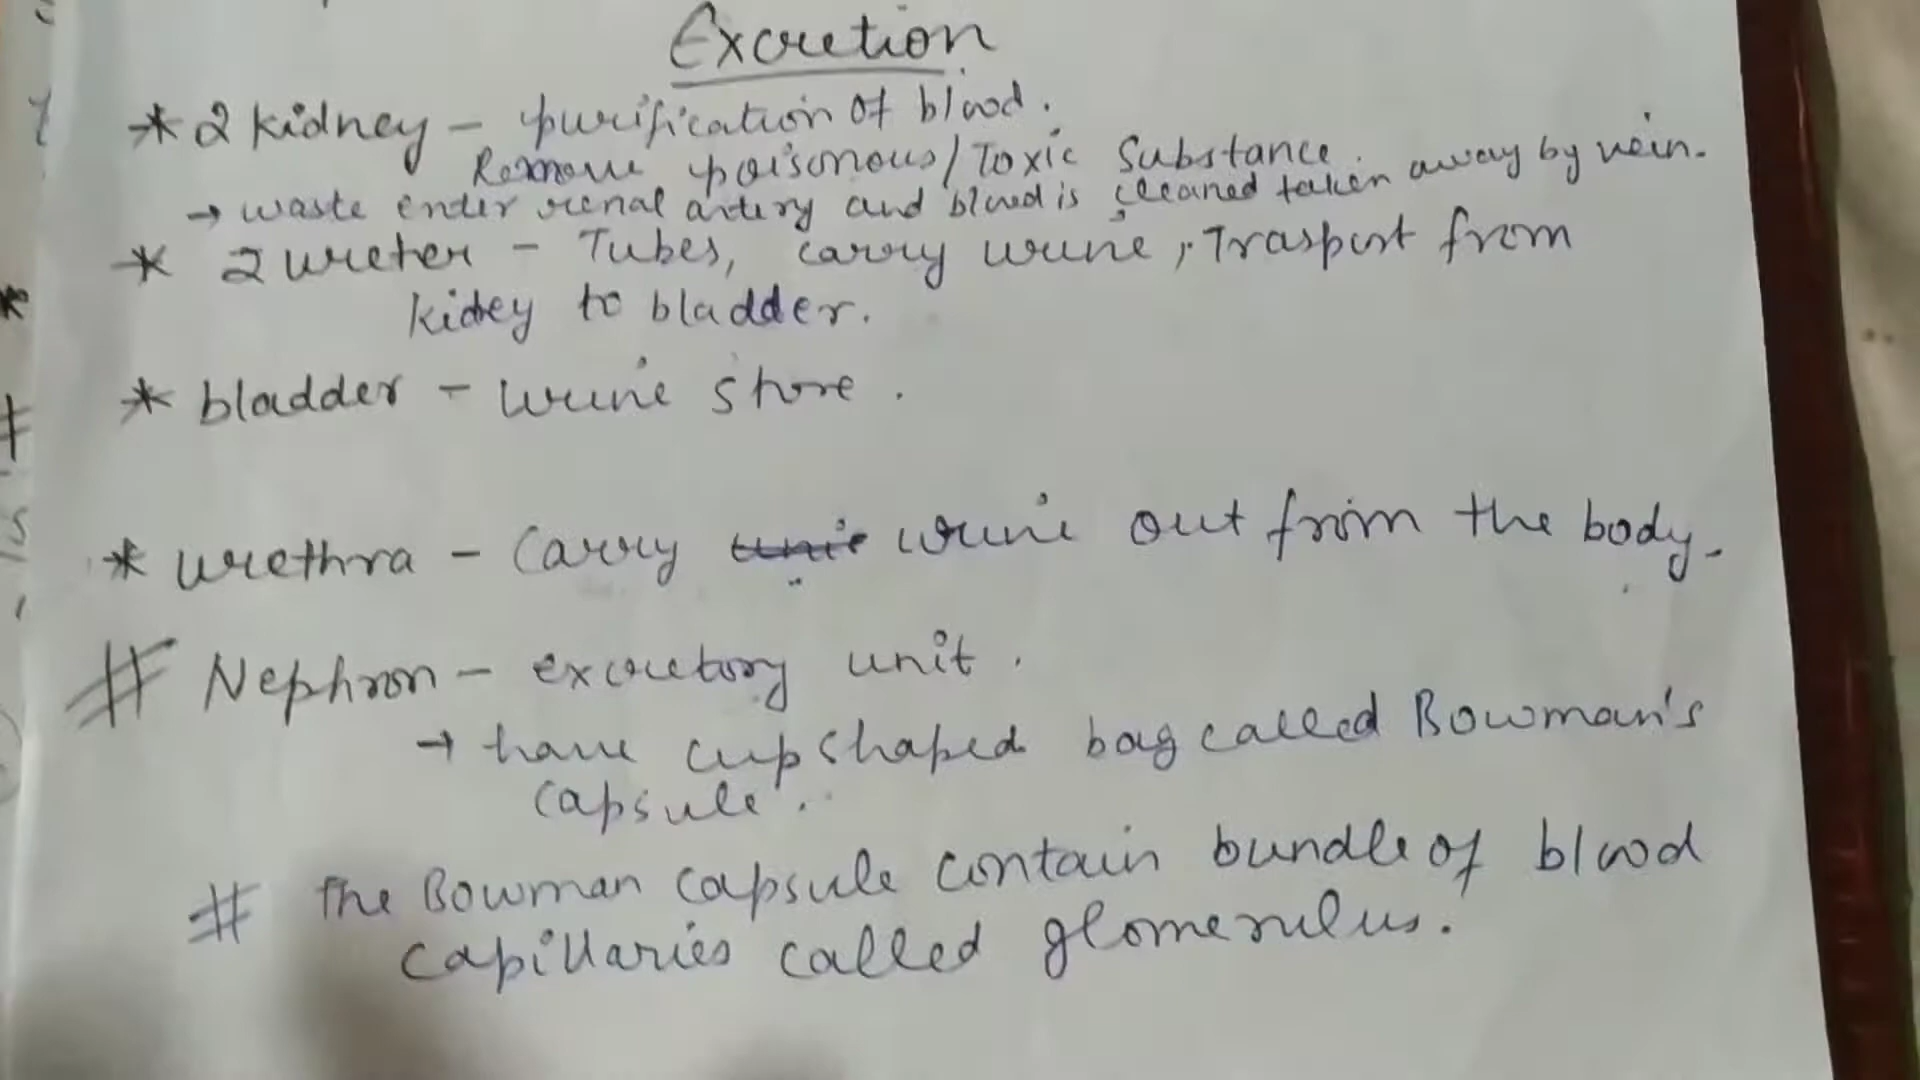 Excretion
* 2 kidney - purification of blood.
Remove poisonous/Toxic Substance.
→ waste enter renal artery and blood is cleaned taken away by vein.
* 2 ureter - Tubes, carry urine, Trasport from
kidey to bladder.
* bladder - urine store.
* urethra - Carry urine out from the body.
# Nephron - excretory unit.
→ have cup shaped bag called Bowman's
capsule.
# The Bowman capsule contain bundle of blood
capillaries called glomerulus.